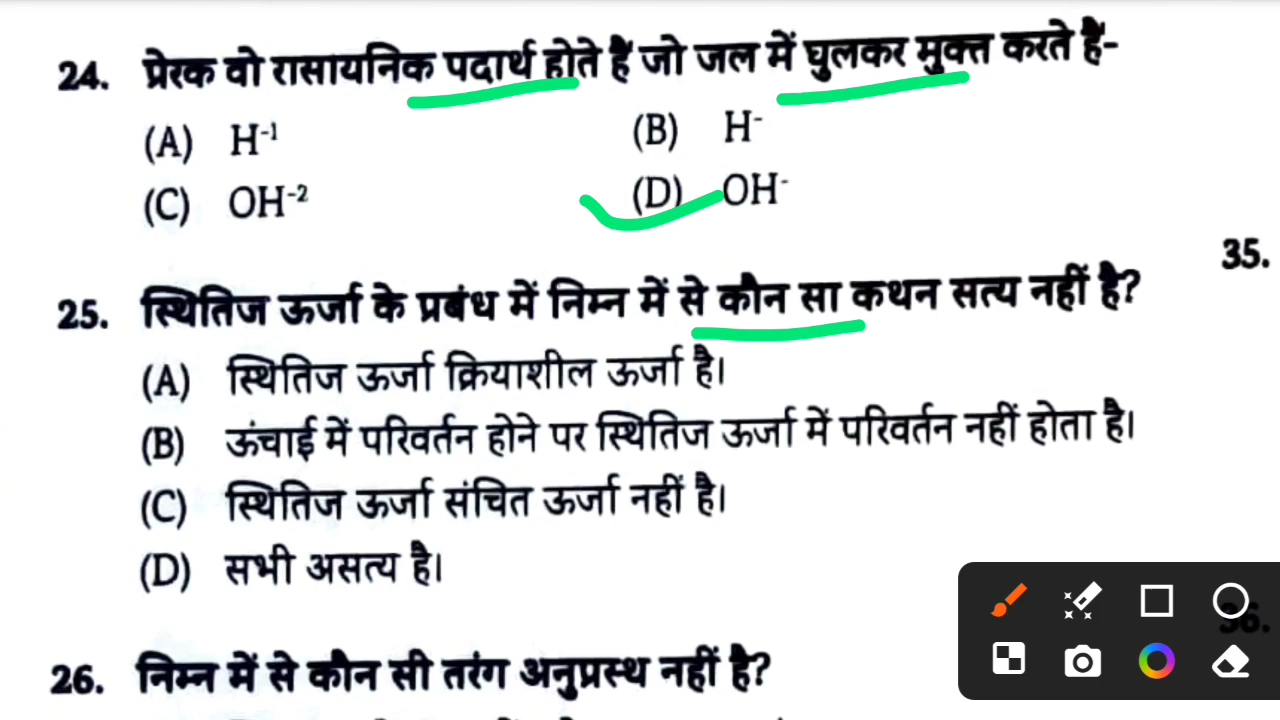 24. प्रेरक वो रासायनिक पदार्थ होते हैं जो जल में घुलकर मुक्त करते हैं-
(A) H⁻¹ (B) H⁻
(C) OH⁻² (D) OH⁻
35.
25. स्थितिज ऊर्जा के प्रबंध में निम्न में से कौन सा कथन सत्य नहीं है?
(A) स्थितिज ऊर्जा क्रियाशील ऊर्जा है।
(B) ऊंचाई में परिवर्तन होने पर स्थितिज ऊर्जा में परिवर्तन नहीं होता है।
(C) स्थितिज ऊर्जा संचित ऊर्जा नहीं है।
(D) सभी असत्य है।
36.
26. निम्न में से कौन सी तरंग अनुप्रस्थ नहीं है?